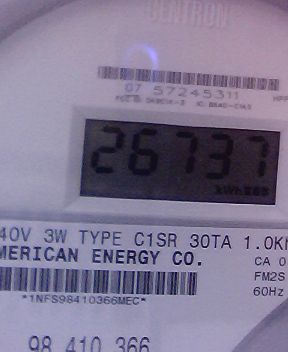 CENTRON
07 57245311
26737
40V 3W TYPE C1SR 30TA 1.0K
MERICAN ENERGY CO.
CA 0
FM2S
60Hz
*1NFS98410366MEC*
98 410 366